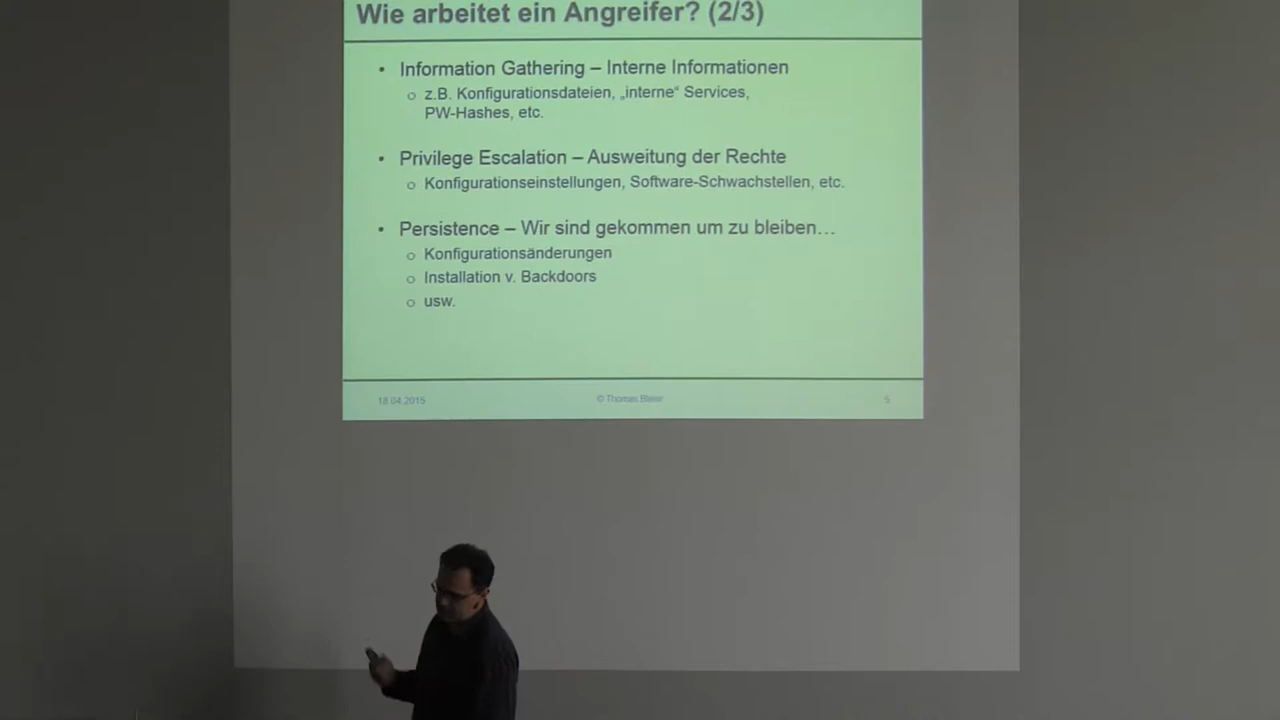 Wie arbeitet ein Angreifer? (2/3)
• Information Gathering – Interne Informationen
o z.B. Konfigurationsdateien, „interne“ Services,
PW-Hashes, etc.
• Privilege Escalation – Ausweitung der Rechte
o Konfigurationseinstellungen, Software-Schwachstellen, etc.
• Persistence – Wir sind gekommen um zu bleiben…
o Konfigurationsänderungen
o Installation v. Backdoors
o usw.
18.04.2015 © Thomas Bleier 5